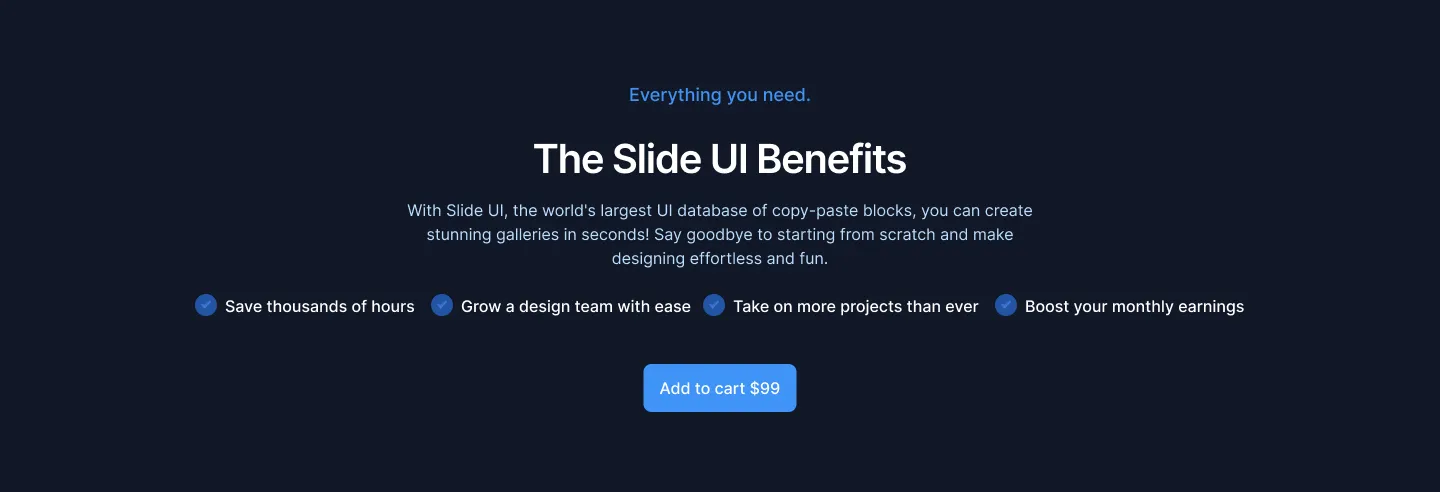 Everything you need.
The Slide UI Benefits
With Slide UI, the world's largest UI database of copy-paste blocks, you can create
stunning galleries in seconds! Say goodbye to starting from scratch and make
designing effortless and fun.
Save thousands of hours Grow a design team with ease Take on more projects than ever Boost your monthly earnings
Add to cart $99